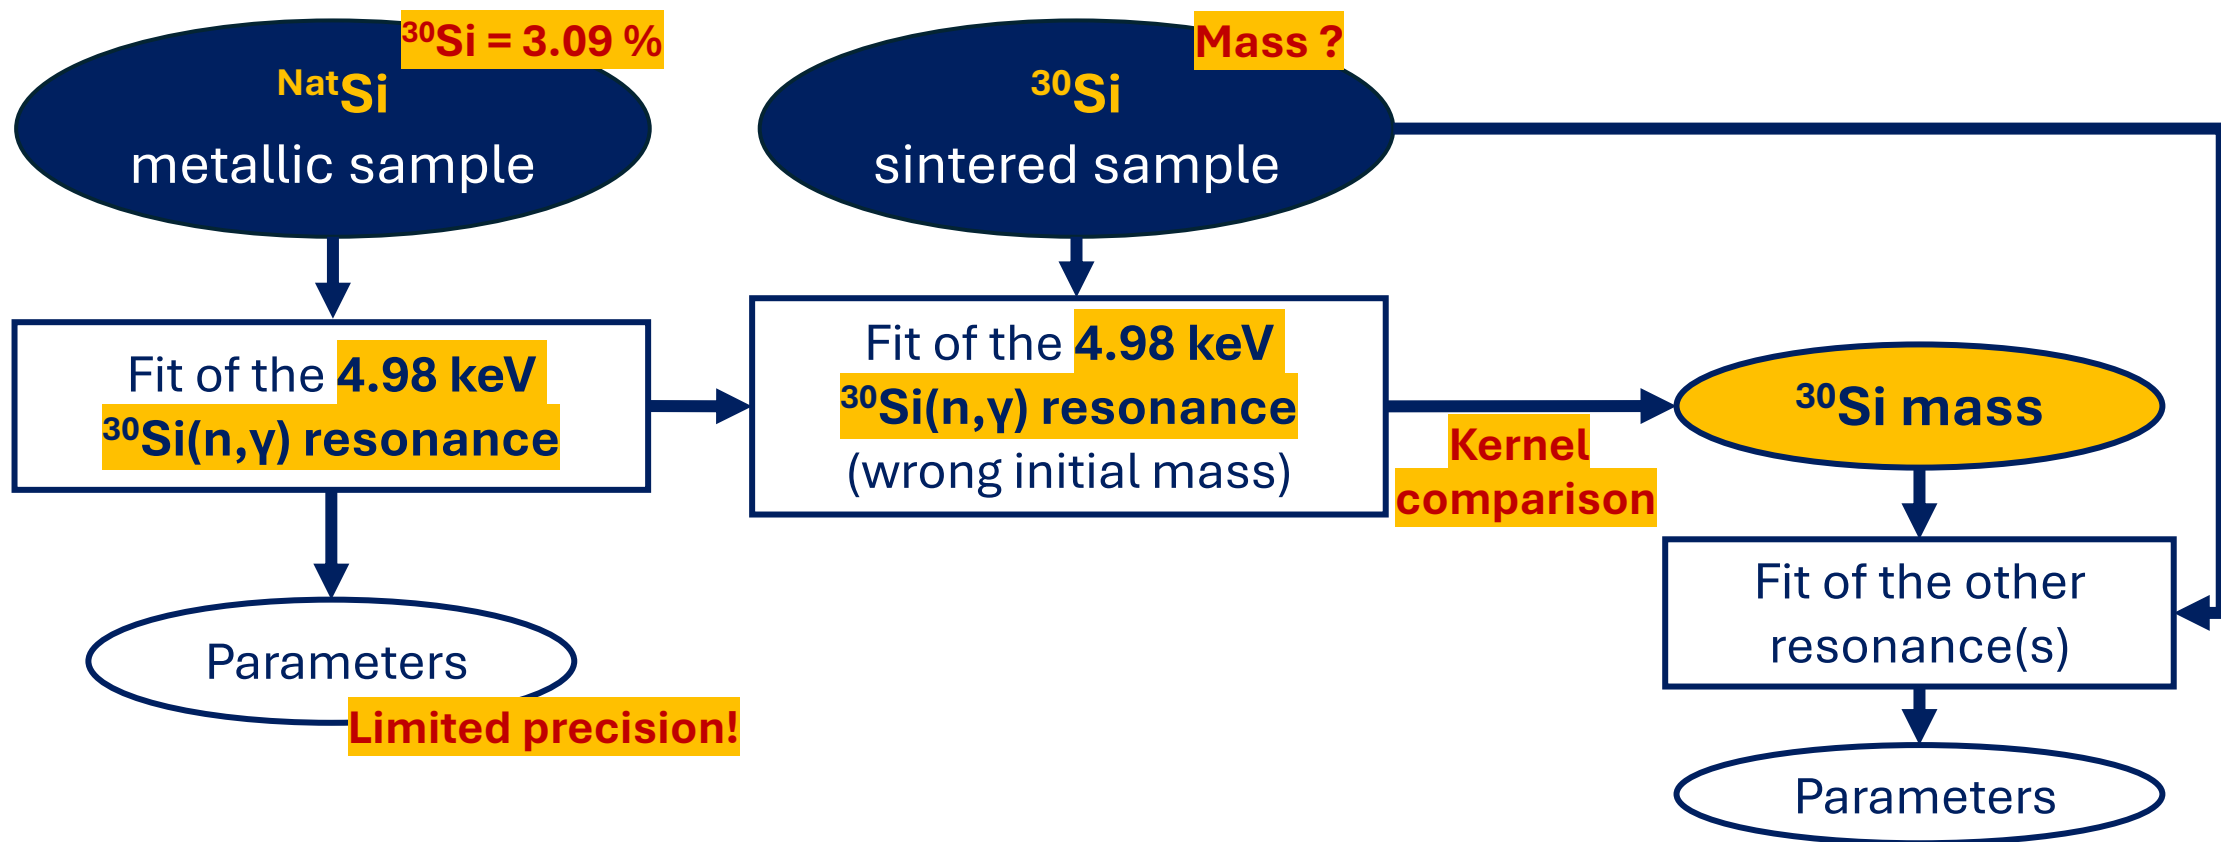 ³⁰Si = 3.09 %
ᴺᵃᵗSi
metallic sample
Mass ?
³⁰Si
sintered sample
Fit of the 4.98 keV
³⁰Si(n,γ) resonance
Fit of the 4.98 keV
³⁰Si(n,γ) resonance
(wrong initial mass)
Kernel
comparison
³⁰Si mass
Fit of the other
resonance(s)
Parameters
Limited precision!
Parameters